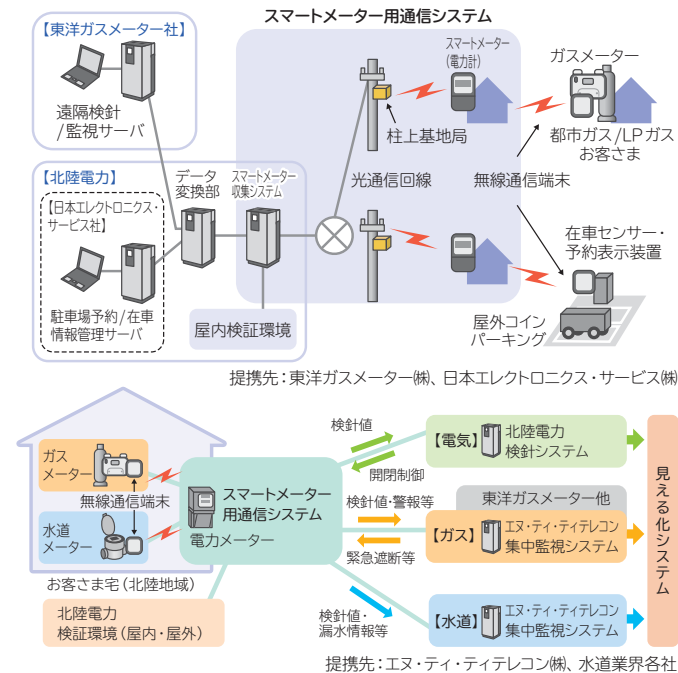 スマートメーター用通信システム
【東洋ガスメーター社】
遠隔検針
/監視サーバ
スマートメーター
(電力計)
ガスメーター
柱上基地局
都市ガス/LPガス
お客さま
【北陸電力】
データ
変換部
スマートメーター
収集システム
光通信回線
無線通信端末
【日本エレクトロニクス・
サービス社】
駐車場予約/在車
情報管理サーバ
屋内検証環境
在車センサー・
予約表示装置
屋外コイン
パーキング
提携先:東洋ガスメーター㈱、日本エレクトロニクス・サービス㈱
ガス
メーター
無線通信端末
水道
メーター
お客さま宅(北陸地域)
北陸電力
検証環境(屋内・屋外)
スマートメーター
用通信システム
電力メーター
検針値
開閉制御
検針値・警報等
緊急遮断等
検針値・
漏水情報等
【電気】
北陸電力
検針システム
東洋ガスメーター他
【ガス】
エヌ・ティ・ティテレコン
集中監視システム
【水道】
エヌ・ティ・ティテレコン
集中監視システム
見える化システム
提携先:エヌ・ティ・ティテレコン㈱、水道業界各社